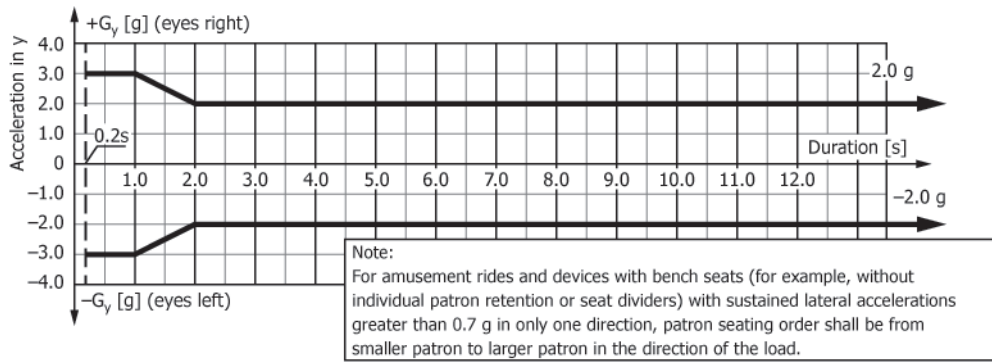 +Gy [g] (eyes right)
Acceleration in y
4.0
3.0
2.0
1.0
0
−1.0
−2.0
−3.0
−4.0
2.0 g
0.2s
Duration [s]
1.0 2.0 3.0 4.0 5.0 6.0 7.0 8.0 9.0 10.0 11.0 12.0
−2.0 g
−Gy [g] (eyes left)
Note:
For amusement rides and devices with bench seats (for example, without
individual patron retention or seat dividers) with sustained lateral accelerations
greater than 0.7 g in only one direction, patron seating order shall be from
smaller patron to larger patron in the direction of the load.